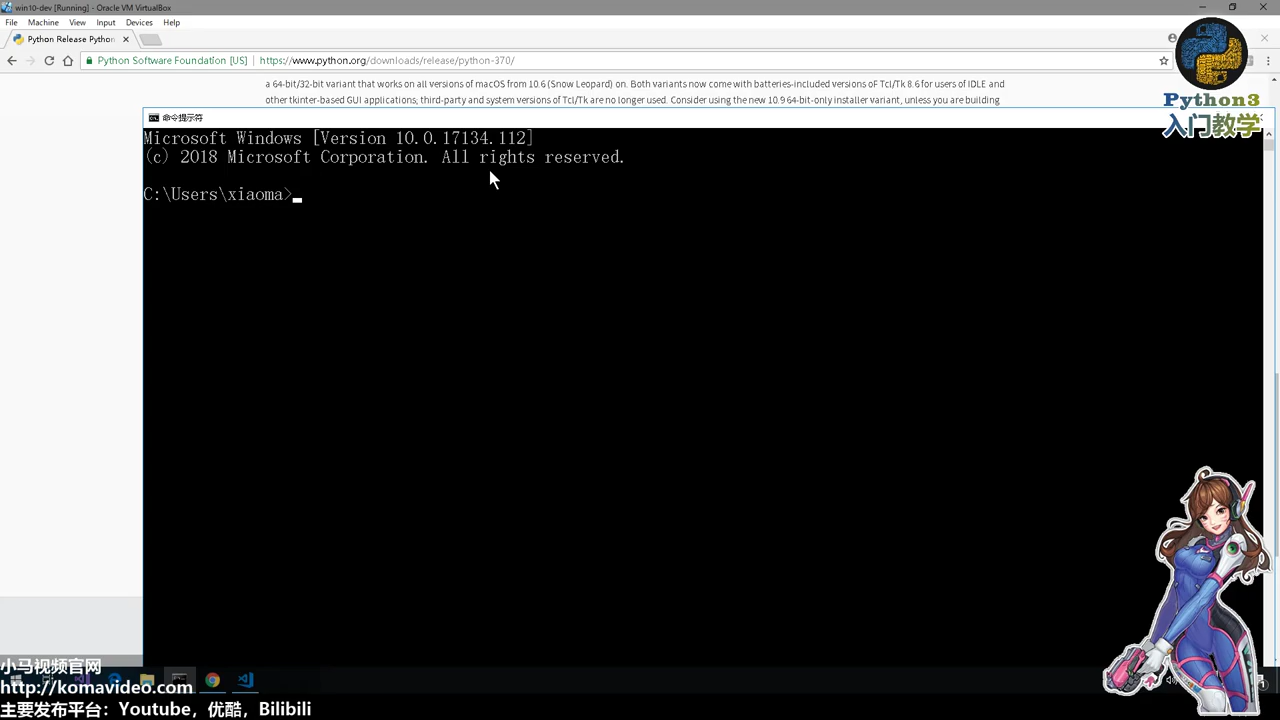 win10-dev [Running] - Oracle VM VirtualBox
File Machine View Input Devices Help
Python Release Python
Python Software Foundation [US] https://www.python.org/downloads/release/python-370/
a 64-bit/32-bit variant that works on all versions of macOS from 10.6 (Snow Leopard) on. Both variants now come with batteries-included versions oF Tcl/Tk 8.6 for users of IDLE and
other tkinter-based GUI applications; third-party and system versions of Tcl/Tk are no longer used. Consider using the new 10.9 64-bit-only installer variant, unless you are building
Python3
入门教学
命令提示符
Microsoft Windows [Version 10.0.17134.112]
(c) 2018 Microsoft Corporation. All rights reserved.
C:\Users\xiaoma>
小马视频官网
http://komavideo.com
主要发布平台：Youtube，优酷，Bilibili